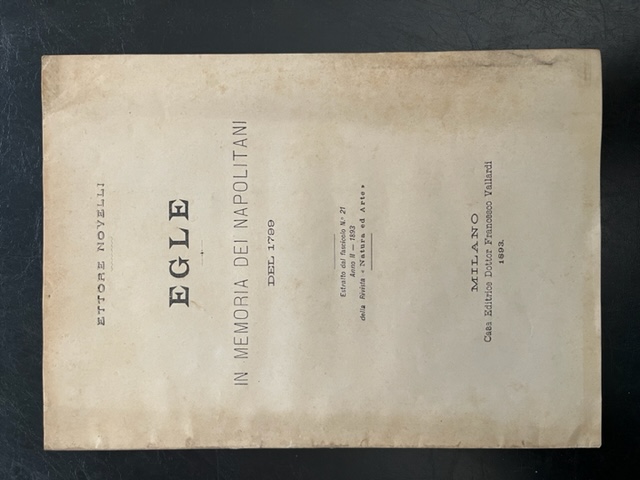 ETTORE NOVELLI
EGLE
IN MEMORIA DEI NAPOLITANI
DEL 1799
Estratto dal fascicolo N.° 21
Anno II — 1893
della Rivista « Natura ed Arte »
MILANO
Casa Editrice Dottor Francesco Vallardi
1893.